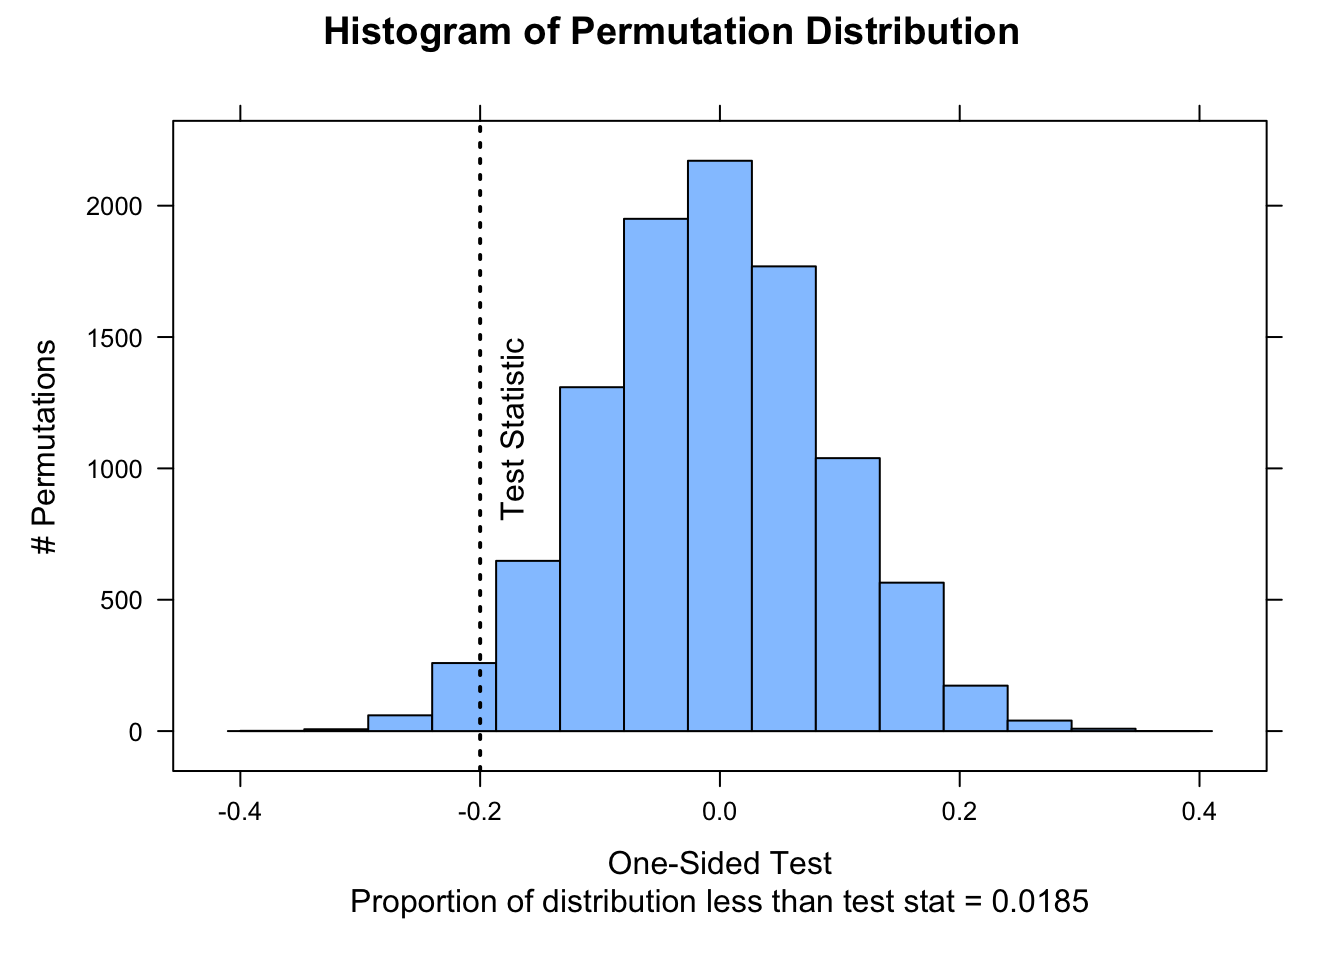 Histogram of Permutation Distribution
# Permutations
2000
1500
1000
500
0
Test Statistic
-0.4
-0.2
0.0
0.2
0.4
One-Sided Test
Proportion of distribution less than test stat = 0.0185